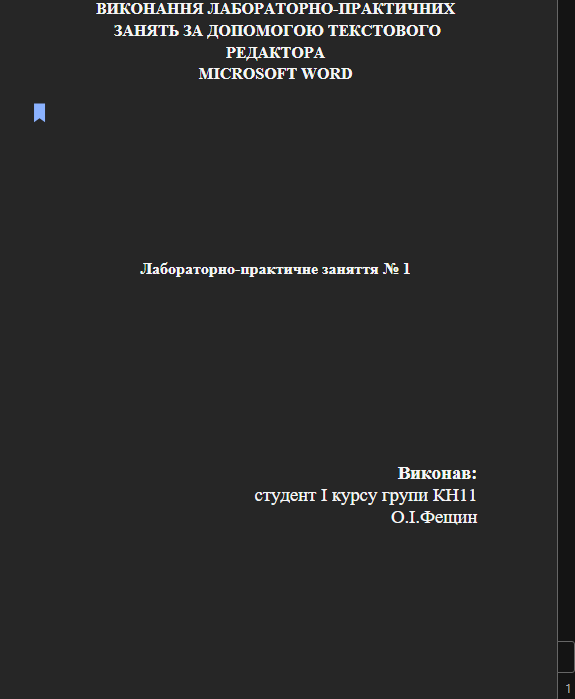 ВИКОНАННЯ ЛАБОРАТОРНО-ПРАКТИЧНИХ
ЗАНЯТЬ ЗА ДОПОМОГОЮ ТЕКСТОВОГО
РЕДАКТОРА
MICROSOFT WORD
Лабораторно-практичне заняття № 1
Виконав:
студент І курсу групи КН11
О.І.Фещин
1